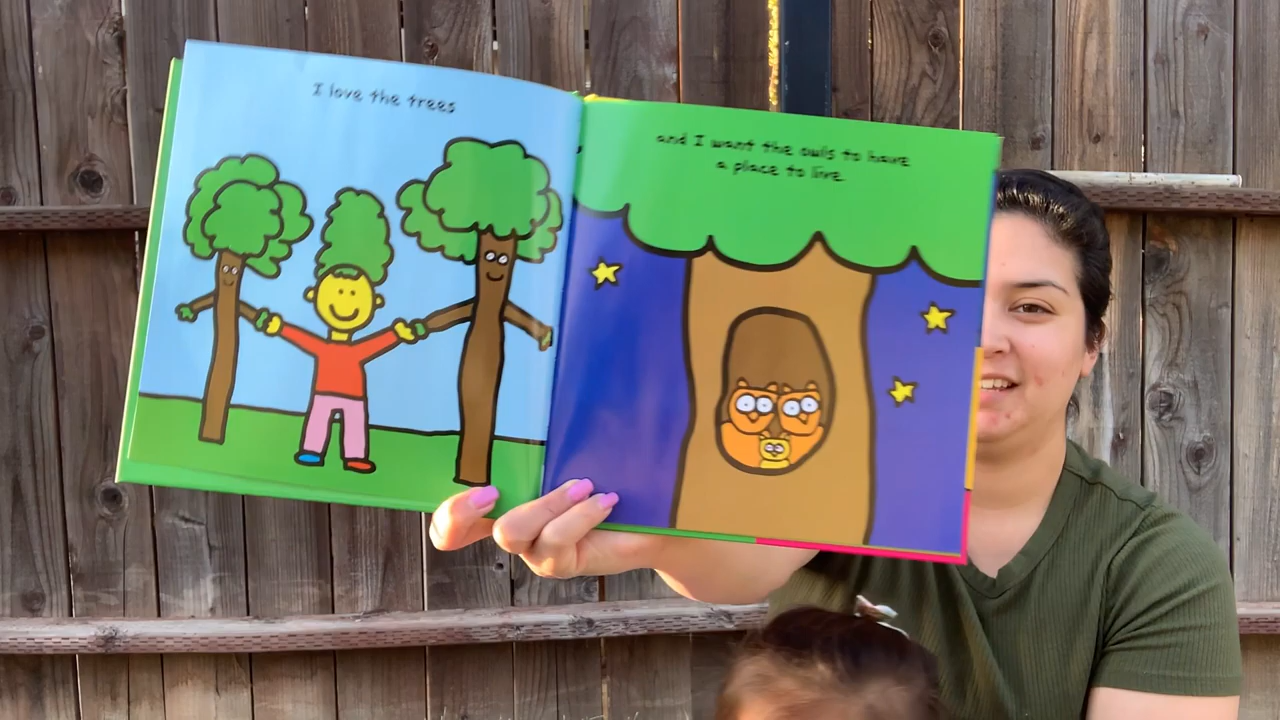 I love the trees
and I want the owls to have
a place to live.